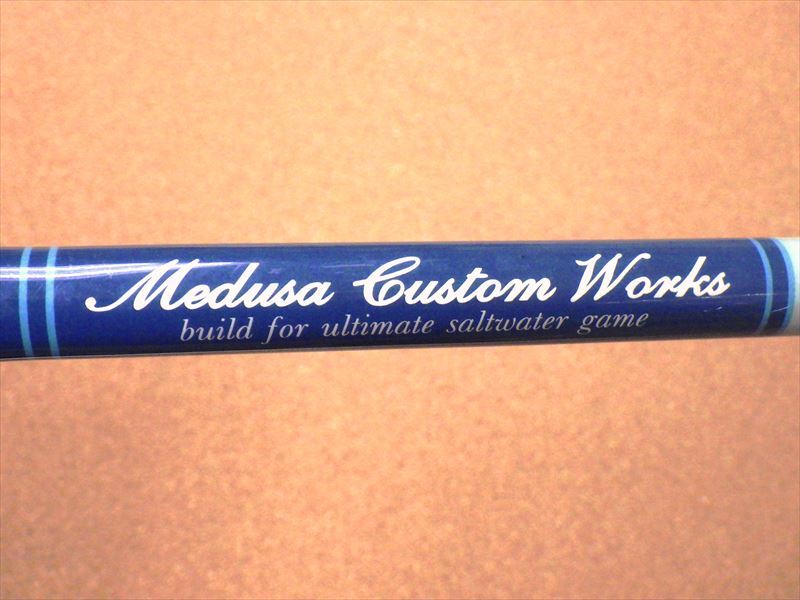 Medusa Custom Works
build for ultimate saltwater game